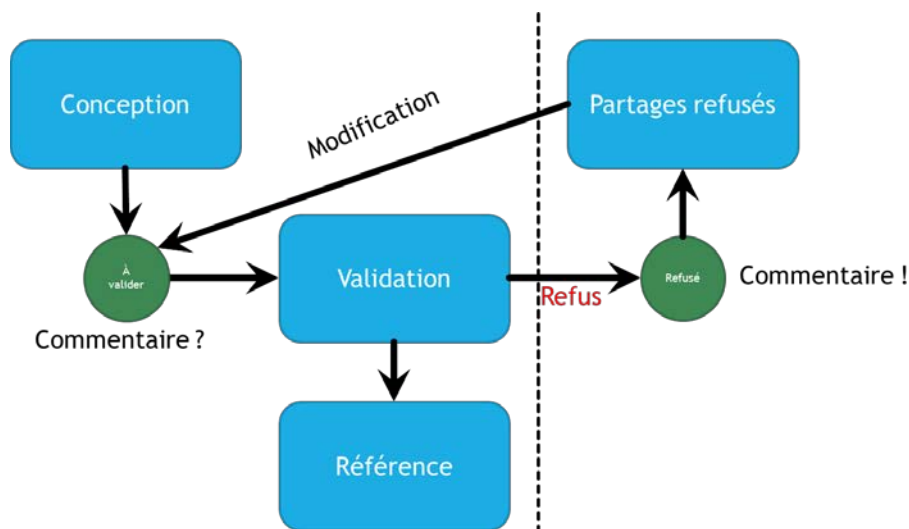 Conception
Partages refusés
Modification
À
valider
Validation
Refus
Refusé
Commentaire !
Commentaire ?
Référence